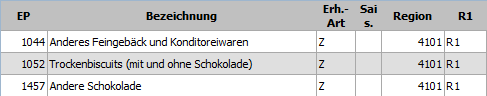 EP Bezeichnung Erh.-Art Sais. Region R1
1044 Anderes Feingebäck und Konditoreiwaren Z 4101 R1
1052 Trockenbiscuits (mit und ohne Schokolade) Z 4101 R1
1457 Andere Schokolade Z 4101 R1